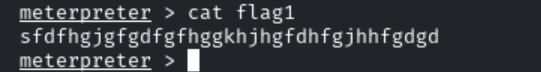 meterpreter > cat flag1
sfdfhgjgfgdfgfhggkhjhgfdhfgjhhfgdgd
meterpreter >